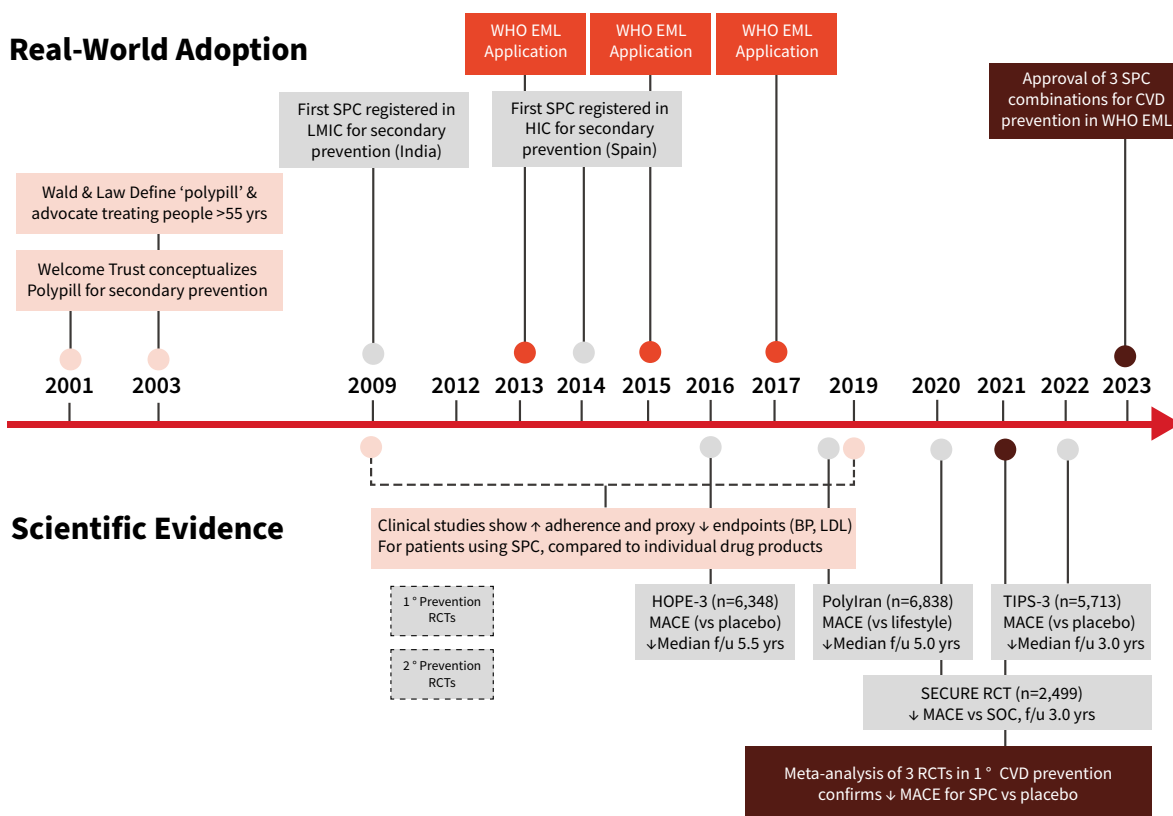 Real-World Adoption
WHO EML
Application
WHO EML
Application
WHO EML
Application
Approval of 3 SPC
combinations for CVD
prevention in WHO EML
First SPC registered in
LMIC for secondary
prevention (India)
First SPC registered in
HIC for secondary
prevention (Spain)
Wald & Law Define ‘polypill’ &
advocate treating people >55 yrs
Welcome Trust conceptualizes
Polypill for secondary prevention
2001 2003 2009 2012 2013 2014 2015 2016 2017 2019 2020 2021 2022 2023
Scientific Evidence
Clinical studies show ↑ adherence and proxy ↓ endpoints (BP, LDL)
For patients using SPC, compared to individual drug products
1° Prevention
RCTs
2° Prevention
RCTs
HOPE-3 (n=6,348)
MACE (vs placebo)
↓Median f/u 5.5 yrs
PolyIran (n=6,838)
MACE (vs lifestyle)
↓Median f/u 5.0 yrs
TIPS-3 (n=5,713)
MACE (vs placebo)
↓Median f/u 3.0 yrs
SECURE RCT (n=2,499)
↓ MACE vs SOC, f/u 3.0 yrs
Meta-analysis of 3 RCTs in 1° CVD prevention
confirms ↓ MACE for SPC vs placebo